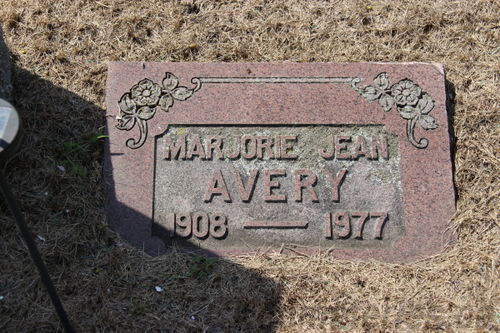 MARJORIE JEAN
AVERY
1908 — 1977